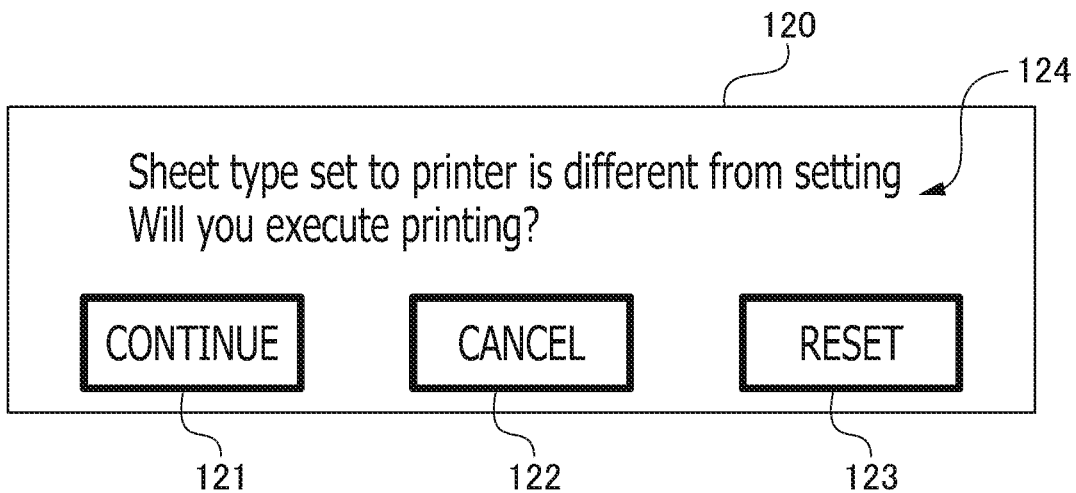 120
124
Sheet type set to printer is different from setting
Will you execute printing?
CONTINUE CANCEL RESET
121 122 123